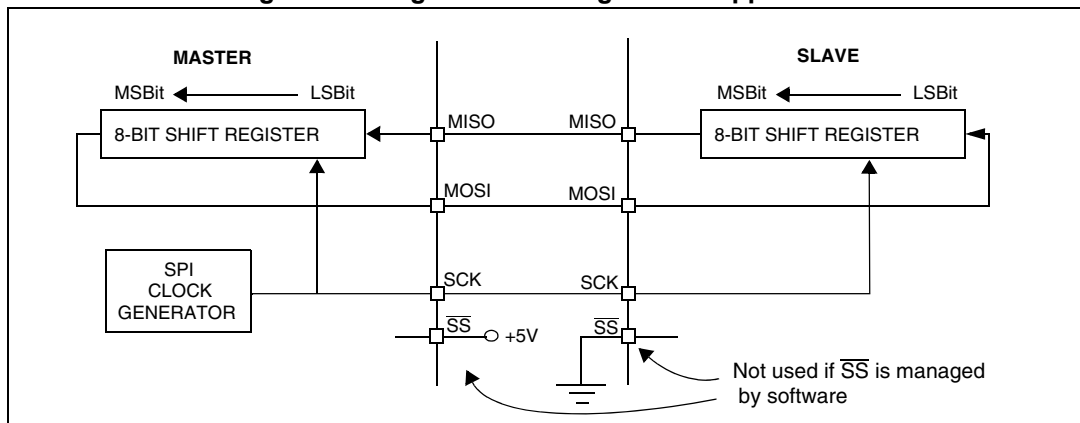 MASTER
SLAVE
MSBit
LSBit
MSBit
LSBit
8-BIT SHIFT REGISTER
MISO
MISO
8-BIT SHIFT REGISTER
MOSI
MOSI
SPI
CLOCK
GENERATOR
SCK
SCK
SS
+5V
SS
Not used if SS is managed
by software